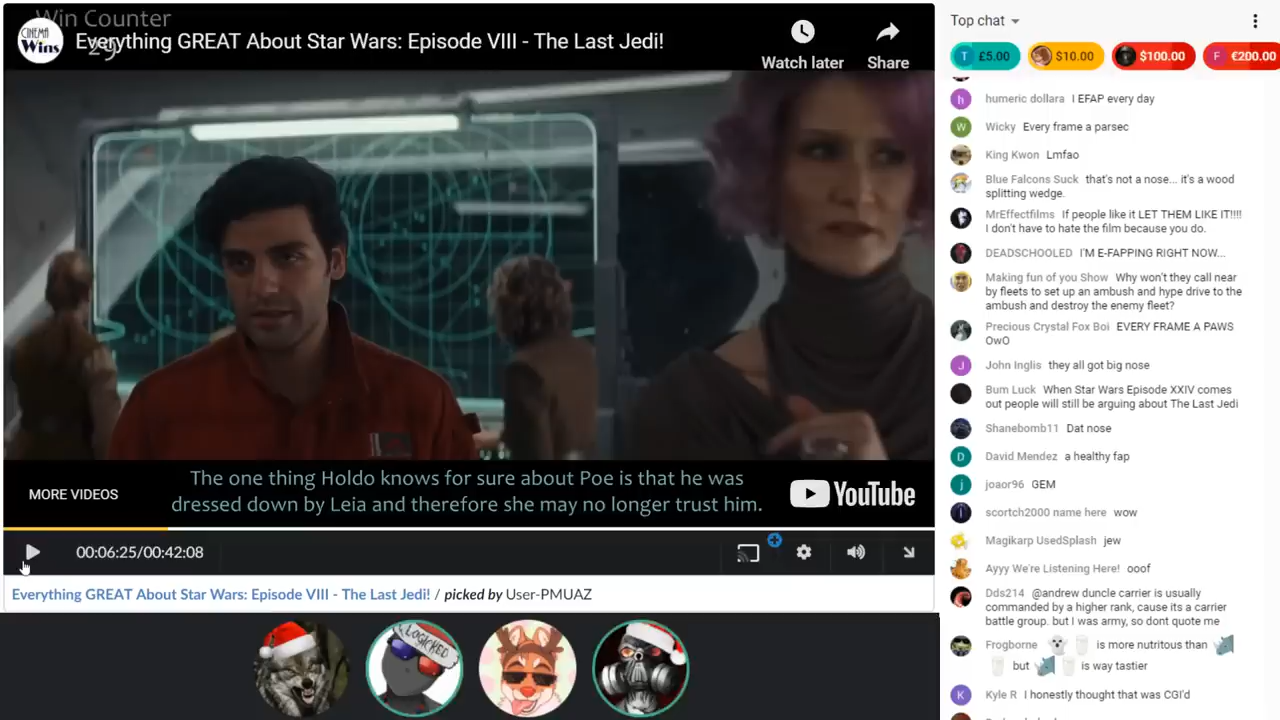 Win Counter
29
CINEMA
Wins
Everything GREAT About Star Wars: Episode VIII - The Last Jedi!
Watch later
Share
The one thing Holdo knows for sure about Poe is that he was
dressed down by Leia and therefore she may no longer trust him.
MORE VIDEOS
YouTube
00:06:25/00:42:08
Everything GREAT About Star Wars: Episode VIII - The Last Jedi! / picked by User-PMUAZ
LOGICKED
Top chat
T £5.00
$10.00
$100.00
F €200.00
h humeric dollara I EFAP every day
W Wicky Every frame a parsec
King Kwon Lmfao
Blue Falcons Suck that's not a nose... it's a wood
splitting wedge.
MrEffectfilms If people like it LET THEM LIKE IT!!!!
I don't have to hate the film because you do.
DEADSCHOOLED I'M E-FAPPING RIGHT NOW...
Making fun of you Show Why won't they call near
by fleets to set up an ambush and hype drive to the
ambush and destroy the enemy fleet?
Precious Crystal Fox Boi EVERY FRAME A PAWS
OwO
J John Inglis they all got big nose
Bum Luck When Star Wars Episode XXIV comes
out people will still be arguing about The Last Jedi
Shanebomb11 Dat nose
D David Mendez a healthy fap
j joaor96 GEM
scortch2000 name here wow
Magikarp UsedSplash jew
Ayyy We're Listening Here! ooof
Dds214 @andrew duncle carrier is usually
commanded by a higher rank, cause its a carrier
battle group. but I was army, so dont quote me
Frogborne is more nutritous than
but is way tastier
K Kyle R I honestly thought that was CGI'd